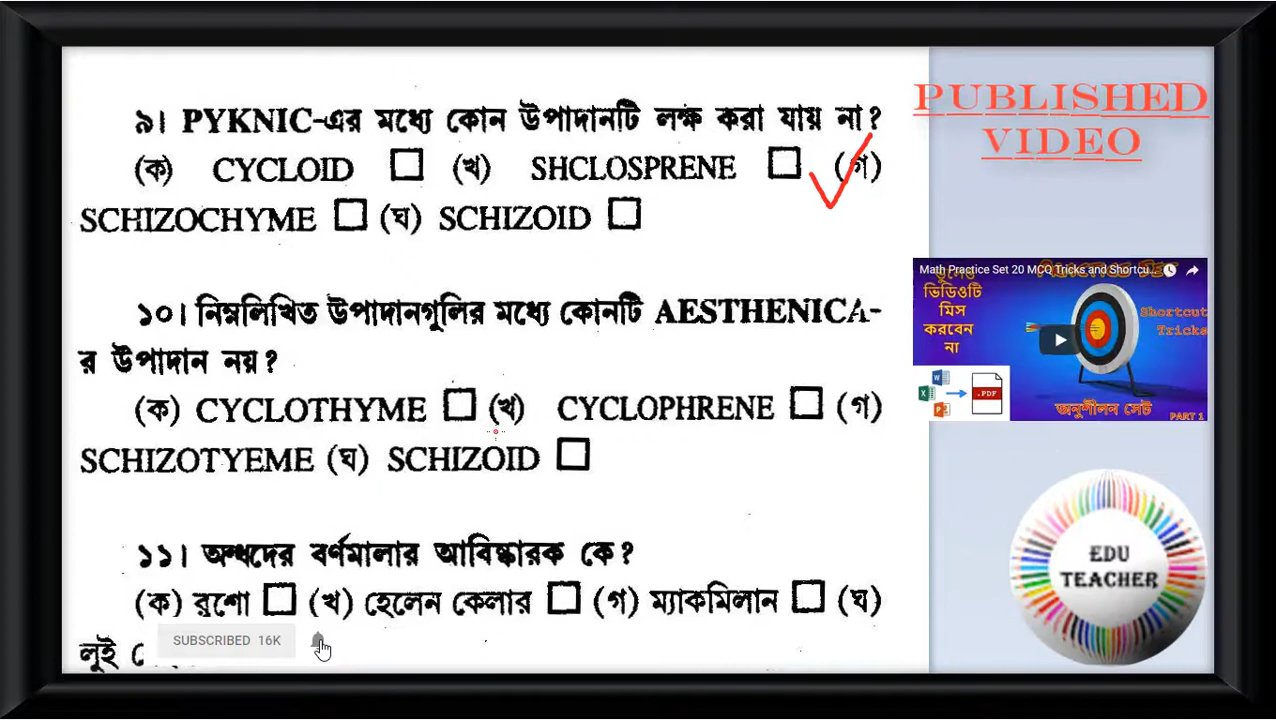 ৯। PYKNIC-এর মধ্যে কোন উপাদানটি লক্ষ করা যায় না?
(ক) CYCLOID (খ) SHCLOSPRENE (গ)
SCHIZOCHYME (ঘ) SCHIZOID
১০। নিম্নলিখিত উপাদানগুলির মধ্যে কোনটি AESTHENICA-
র উপাদান নয়?
(ক) CYCLOTHYME (খ) CYCLOPHRENE (গ)
SCHIZOTYEME (ঘ) SCHIZOID
১১। অন্ধদের বর্ণমালার আবিষ্কারক কে?
(ক) রুশো (খ) হেলেন কেলার (গ) ম্যাকমিলান (ঘ)
লুই
SUBSCRIBED 16K
PUBLISHED
VIDEO
Math Practice Set 20 MCQ Tricks and Shortcu...
ভিডিওটি
মিস
করবেন
না
Shortcut
Tricks
.PDF
অনুশীলন সেট
PART 1
EDU
TEACHER